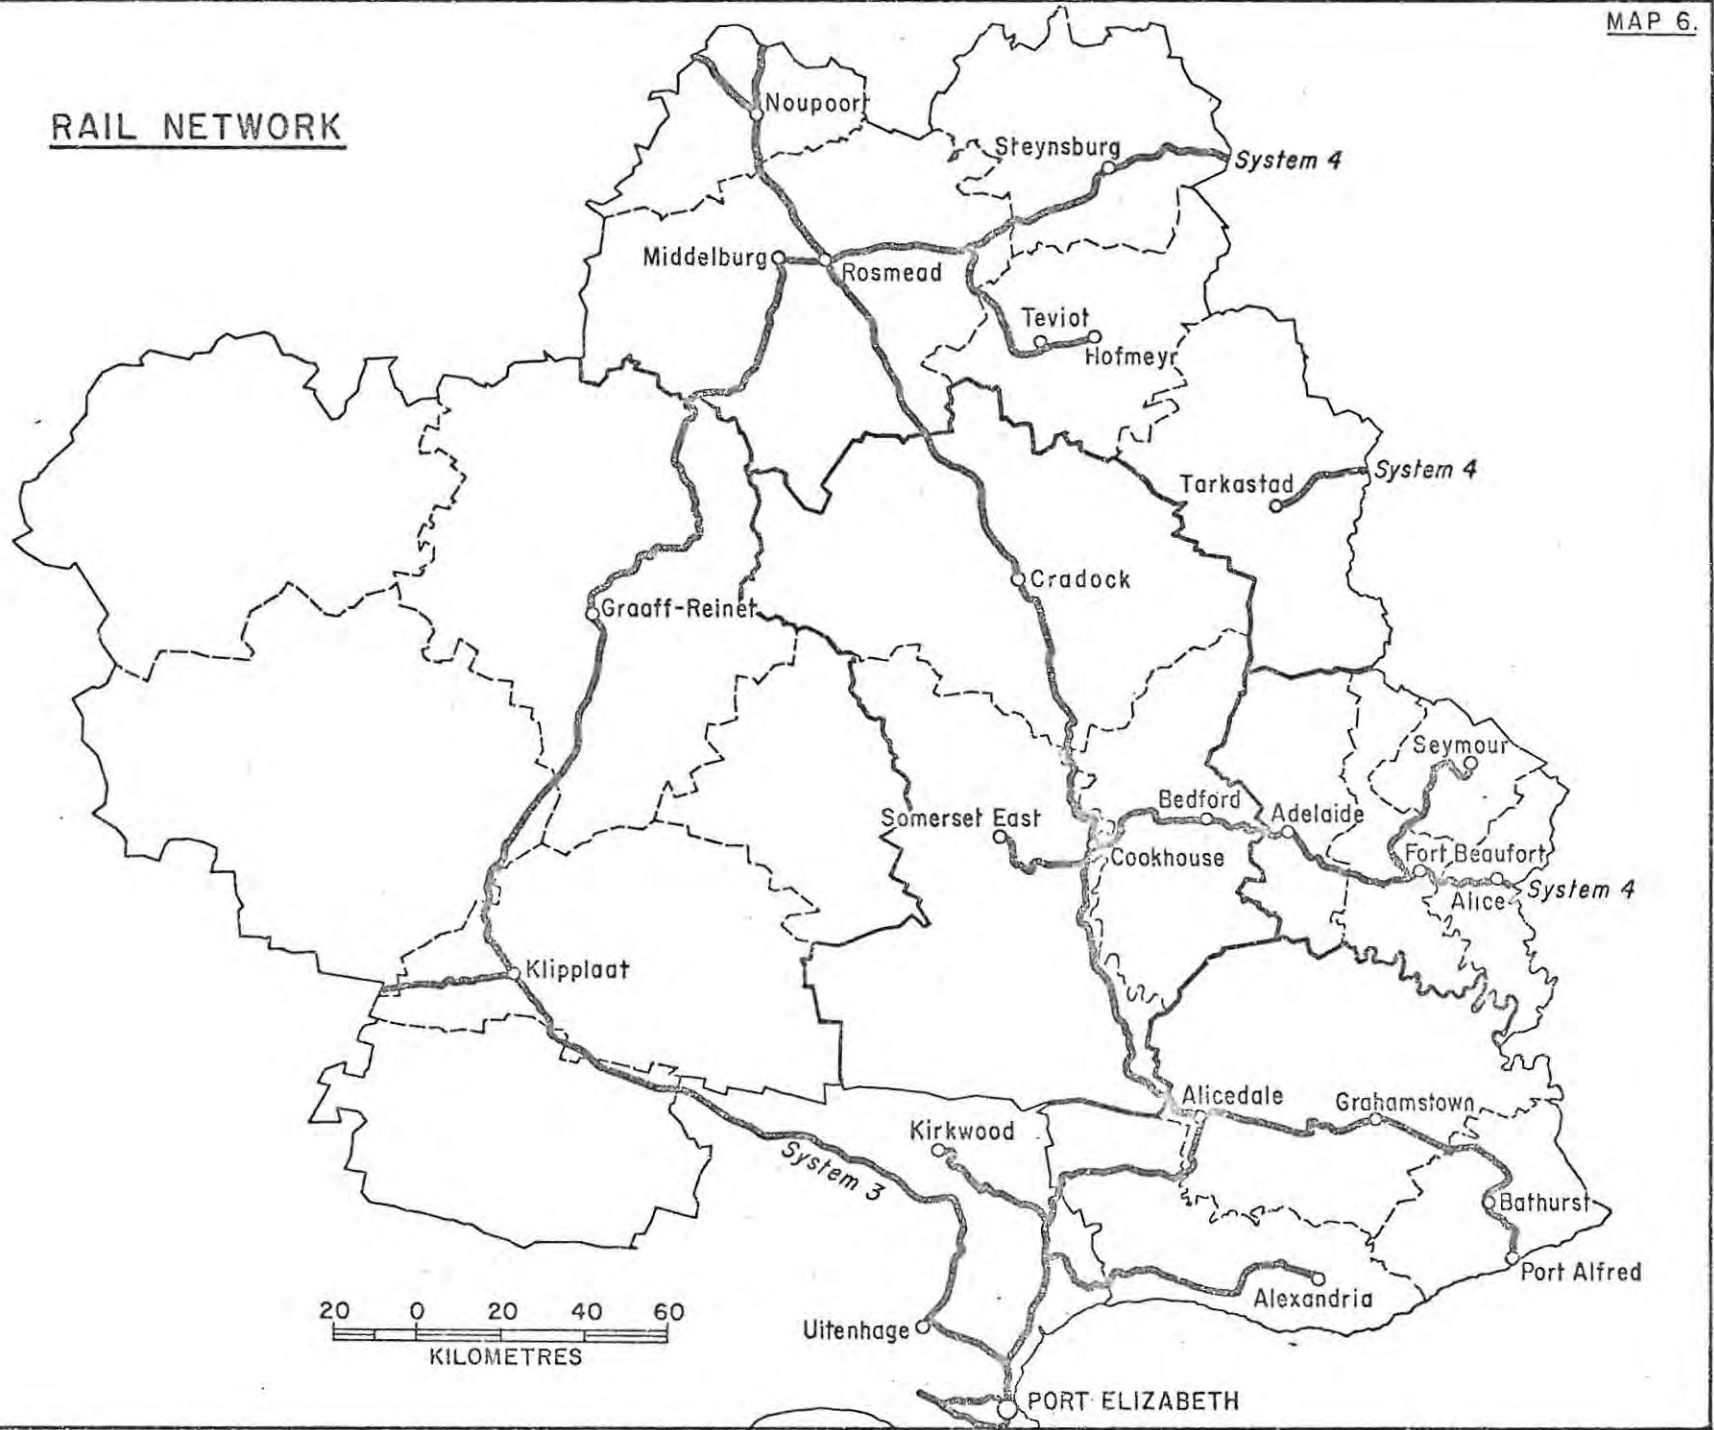 MAP 6.
RAIL NETWORK
Noupoort
Steynsburg
System 4
Middelburg
Rosmead
Teviot
Hofmeyr
Tarkastad
System 4
Cradock
Graaff-Reinet
Seymour
Bedford
Adelaide
Somerset East
Cookhouse
Fort Beaufort
Alice
System 4
Klipplaat
Alicedale
Grahamstown
Kirkwood
System 3
Bathurst
Port Alfred
Alexandria
20 0 20 40 60
KILOMETRES
Uitenhage
PORT ELIZABETH